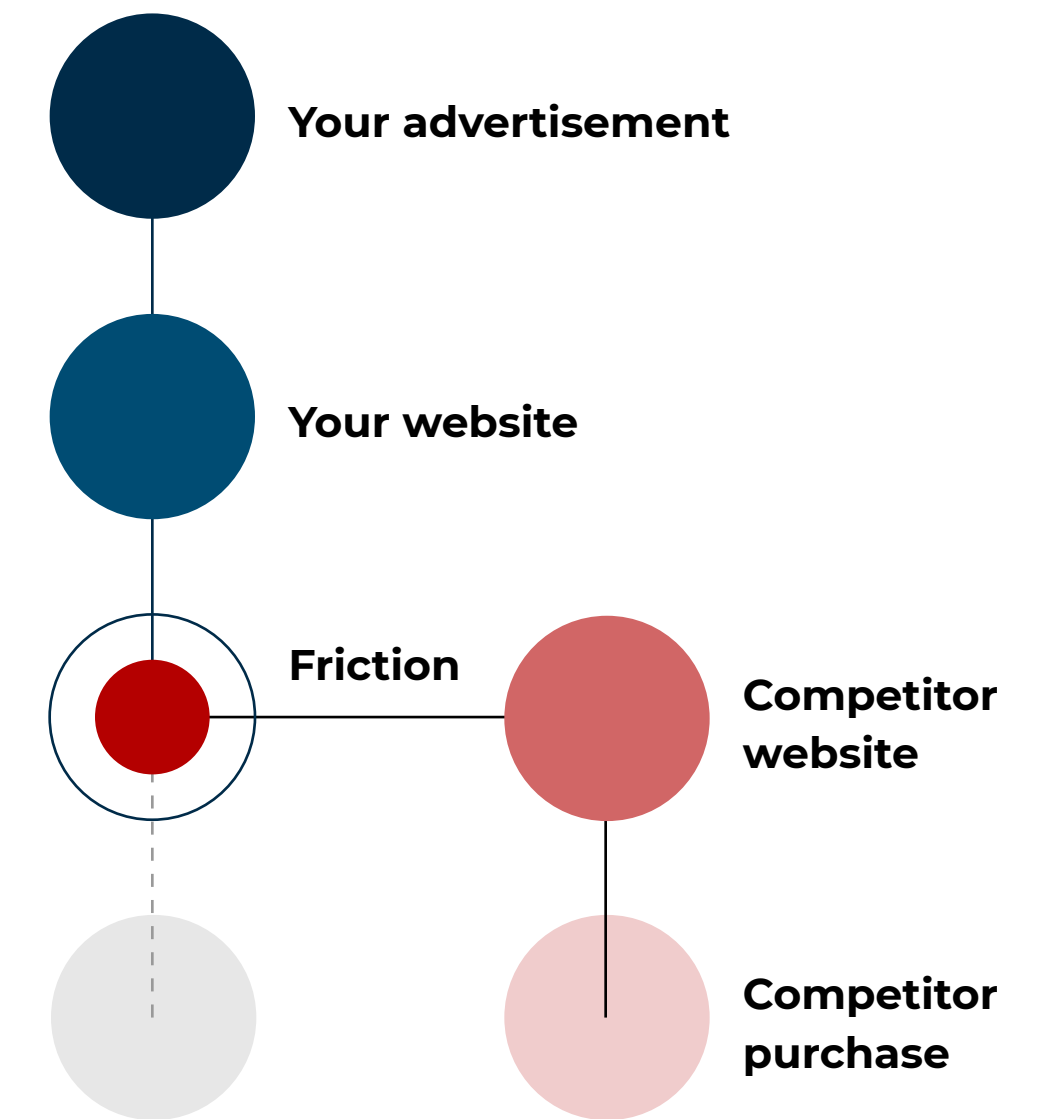 Your advertisement
Your website
Friction
Competitor
website
Competitor
purchase